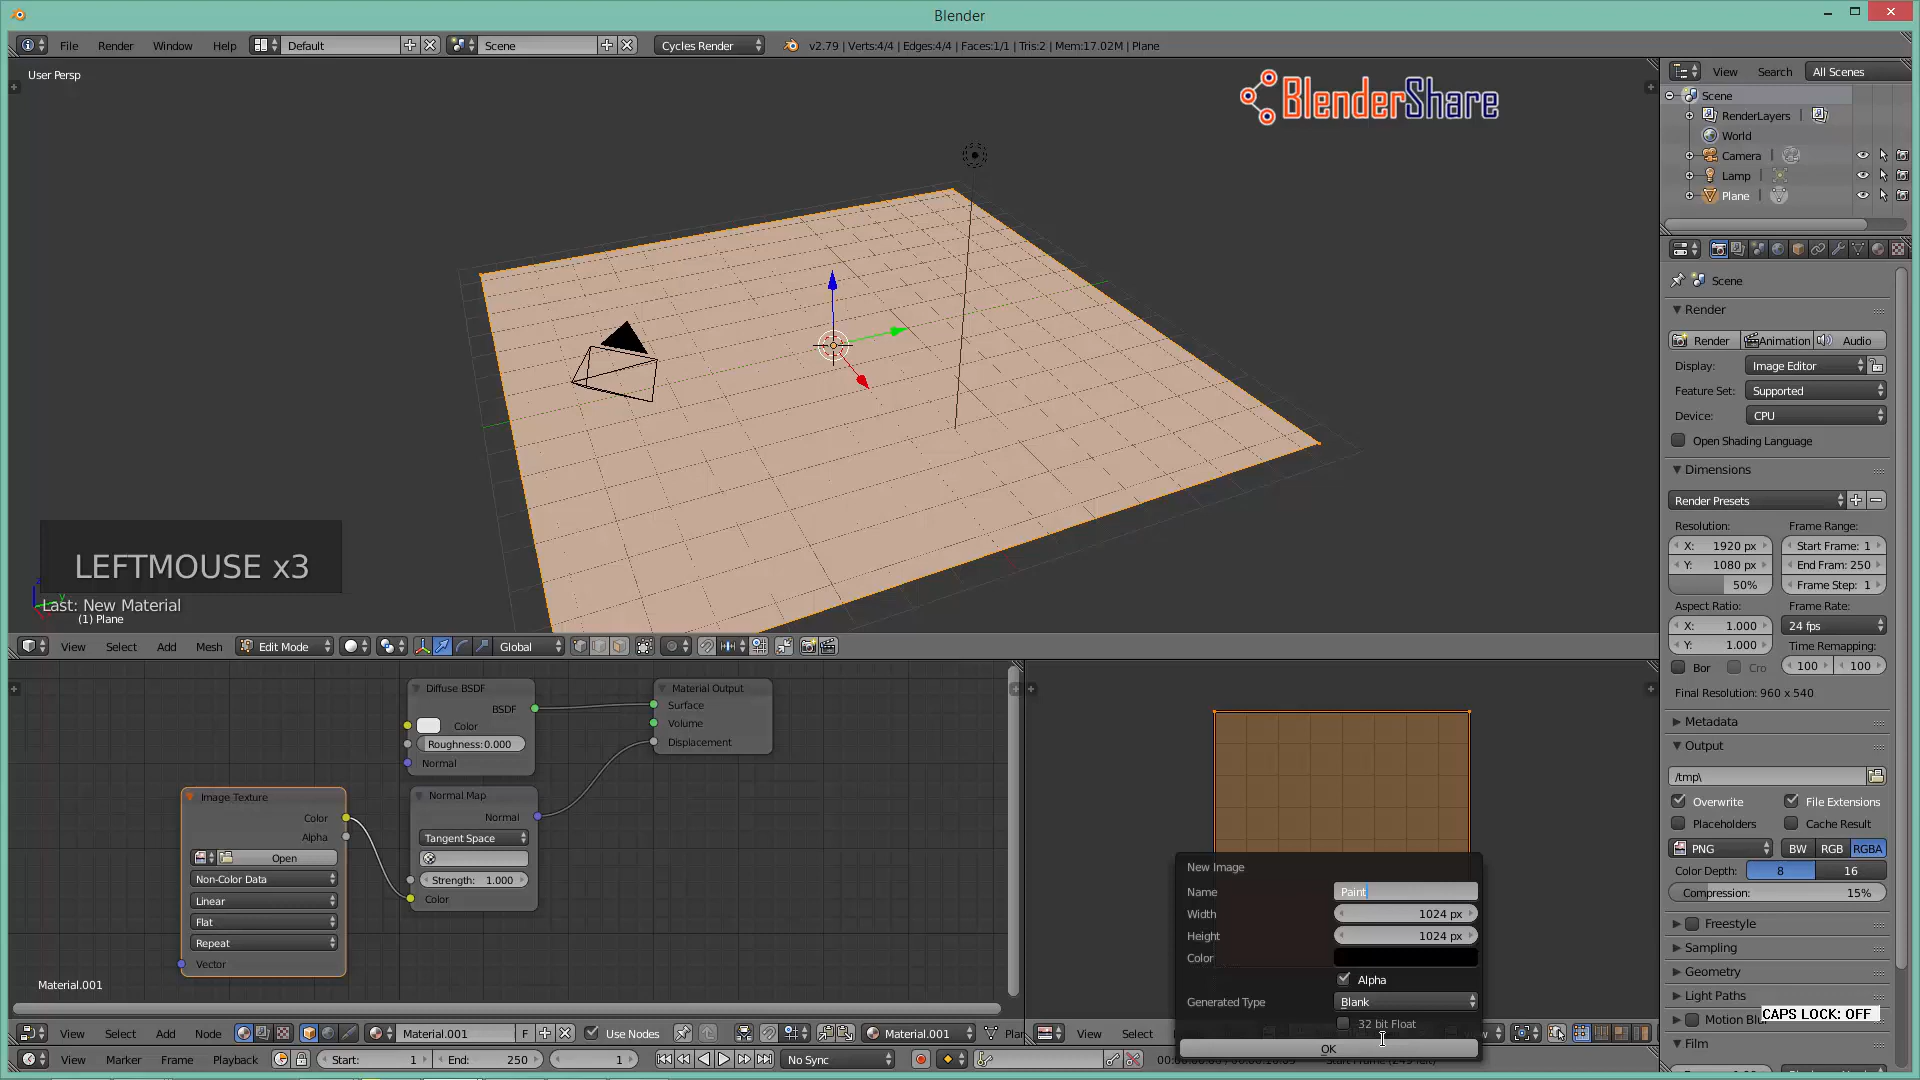 Blender
File Render Window Help Default Scene Cycles Render v2.79 | Verts:4/4 | Edges:4/4 | Faces:1/1 | Tris:2 | Mem:17.02M | Plane
User Persp
BlenderShare
LEFTMOUSE x3
Last: New Material
(1) Plane
View Select Add Mesh Edit Mode Global
Diffuse BSDF
BSDF
Color
Roughness:0.000
Normal
Material Output
Surface
Volume
Displacement
Image Texture
Color
Alpha
Open
Non-Color Data
Linear
Flat
Repeat
Vector
Normal Map
Normal
Tangent Space
Strength: 1.000
Color
Material.001
View Select Add Node Material.001 F Use Nodes Material.001
View Marker Frame Playback Start: 1 End: 250 1 No Sync
New Image
Name Paint
Width 1024 px
Height 1024 px
Color
Alpha
Generated Type Blank
32 bit Float
OK
View Select
View Search All Scenes
Scene
RenderLayers
World
Camera
Lamp
Plane
Scene
Render
Render Animation Audio
Display: Image Editor
Feature Set: Supported
Device: CPU
Open Shading Language
Dimensions
Render Presets
Resolution: Frame Range:
X: 1920 px Start Frame: 1
Y: 1080 px End Fram: 250
50% Frame Step: 1
Aspect Ratio: Frame Rate:
X: 1.000 24 fps
Y: 1.000 Time Remapping:
Bor Cro 100 100
Final Resolution: 960 x 540
Metadata
Output
/tmp\
Overwrite File Extensions
Placeholders Cache Result
PNG BW RGB RGBA
Color Depth: 8 16
Compression: 15%
Freestyle
Sampling
Geometry
Light Paths
CAPS LOCK: OFF
Motion Blu
Film